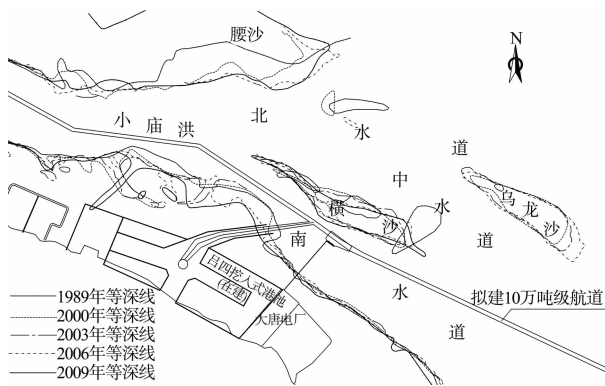 腰沙
N
小庙洪
北水道
中水道
横沙
乌龙沙
南水道
吕四挖入式港池
(在建)
大唐电厂
拟建10万吨级航道
1989年等深线
2000年等深线
2003年等深线
2006年等深线
2009年等深线